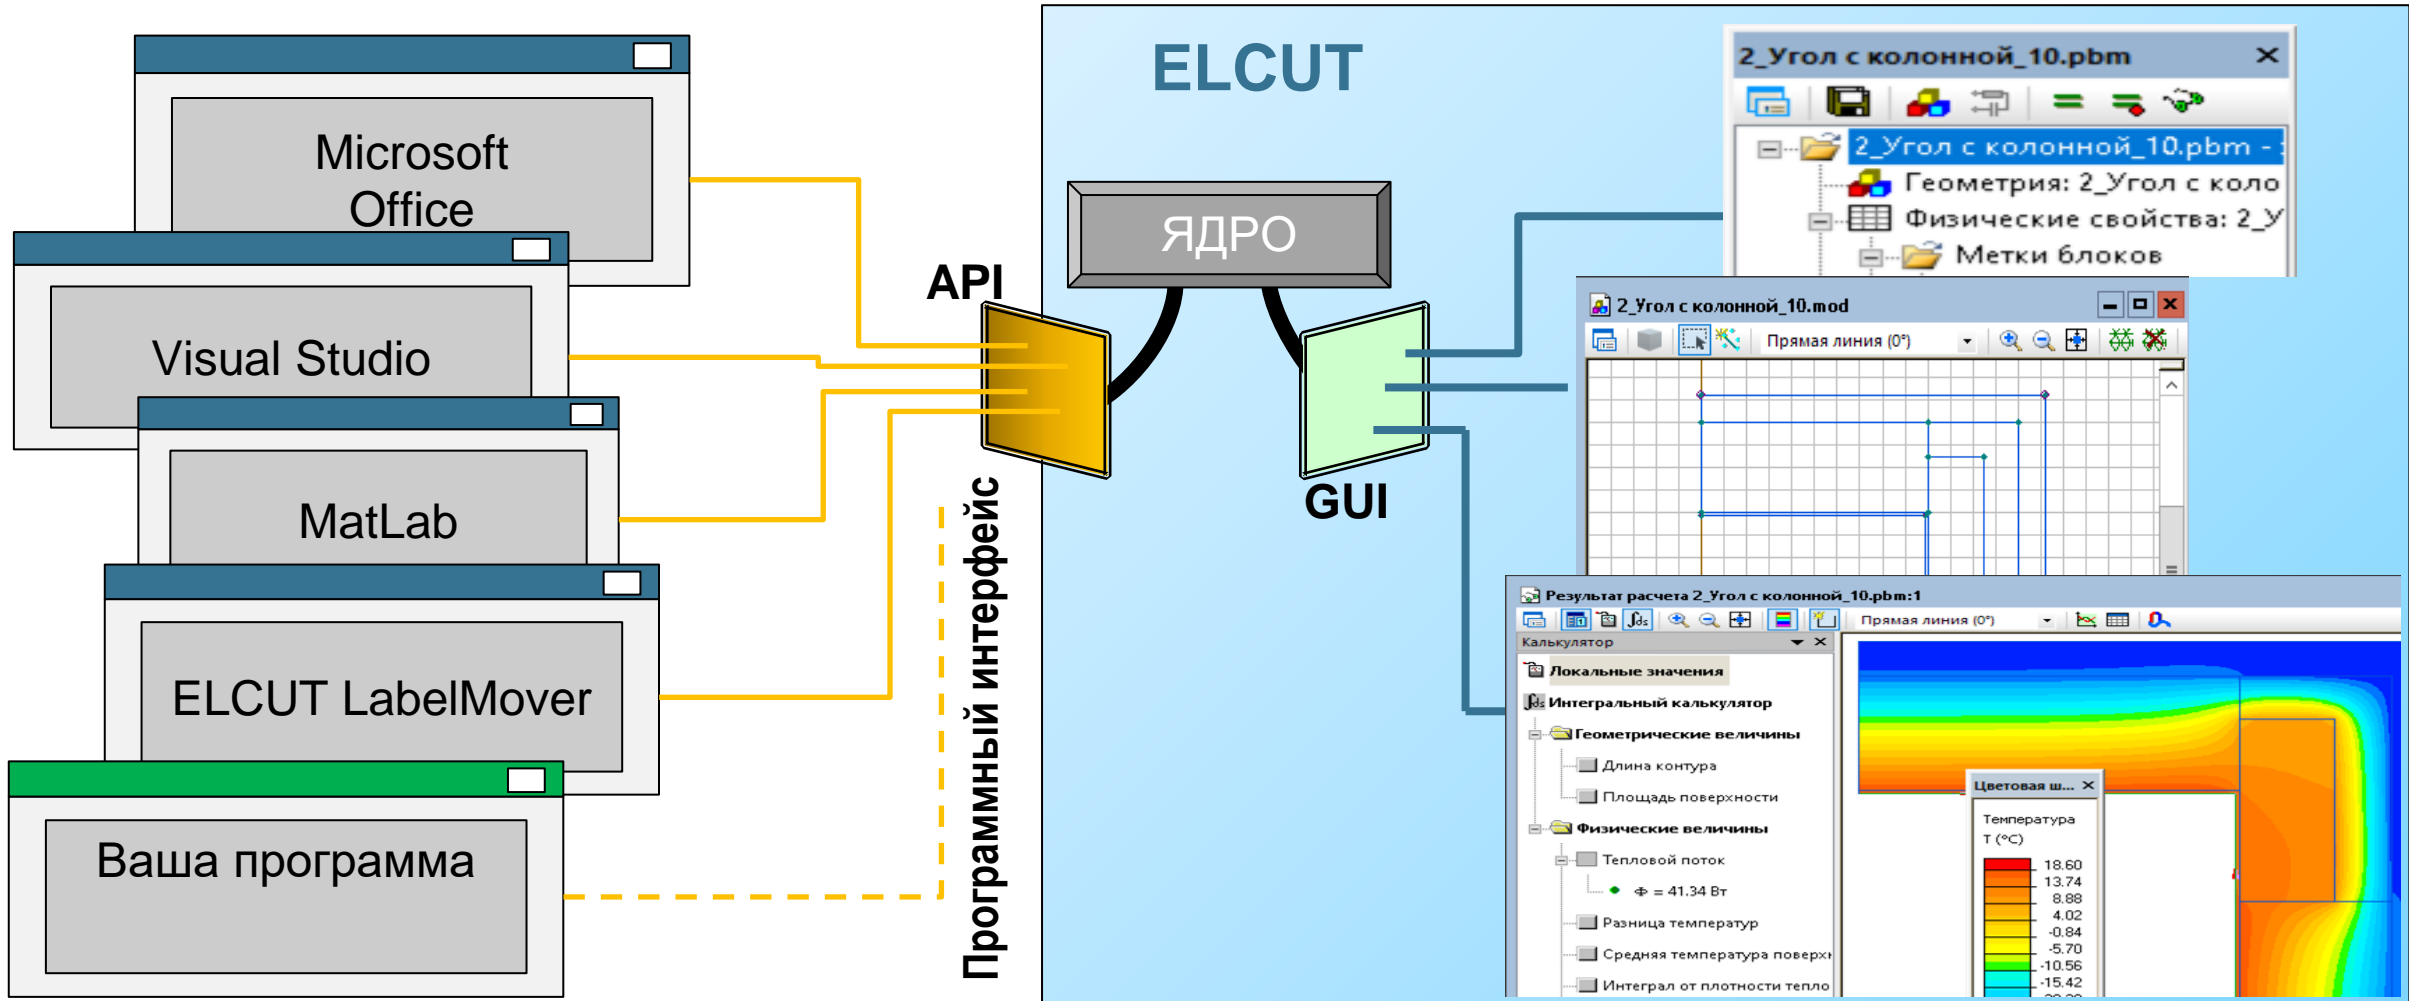 Microsoft
Office
Visual Studio
MatLab
ELCUT LabelMover
Ваша программа
API
Программный интерфейс
ELCUT
ЯДРО
GUI
2_Угол с колонной_10.pbm
2_Угол с колонной_10.pbm -
Геометрия: 2_Угол с коло
Физические свойства: 2_У
Метки блоков
2_Угол с колонной_10.mod
Прямая линия (0°)
Результат расчета 2_Угол с колонной_10.pbm:1
Прямая линия (0°)
Калькулятор
Локальные значения
Интегральный калькулятор
Геометрические величины
Длина контура
Площадь поверхности
Физические величины
Тепловой поток
Ф = 41.34 Вт
Разница температур
Средняя температура поверхн
Интеграл от плотности тепло
Цветовая ш...
Температура
T (°C)
18.60
13.74
8.88
4.02
-0.84
-5.70
-10.56
-15.42